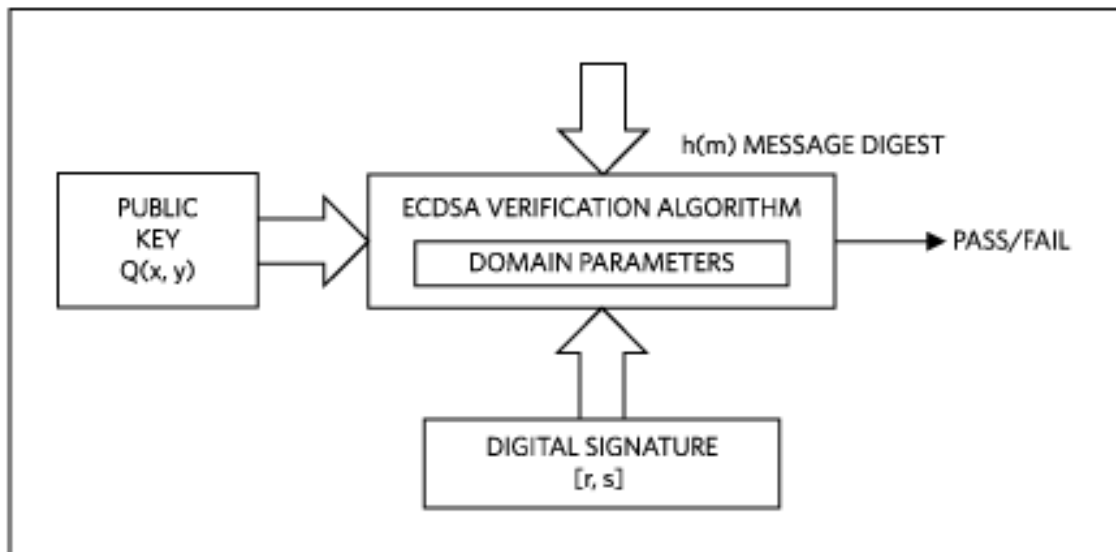 h(m) MESSAGE DIGEST
PUBLIC
KEY
Q(x, y)
ECDSA VERIFICATION ALGORITHM
DOMAIN PARAMETERS
PASS/FAIL
DIGITAL SIGNATURE
[r, s]